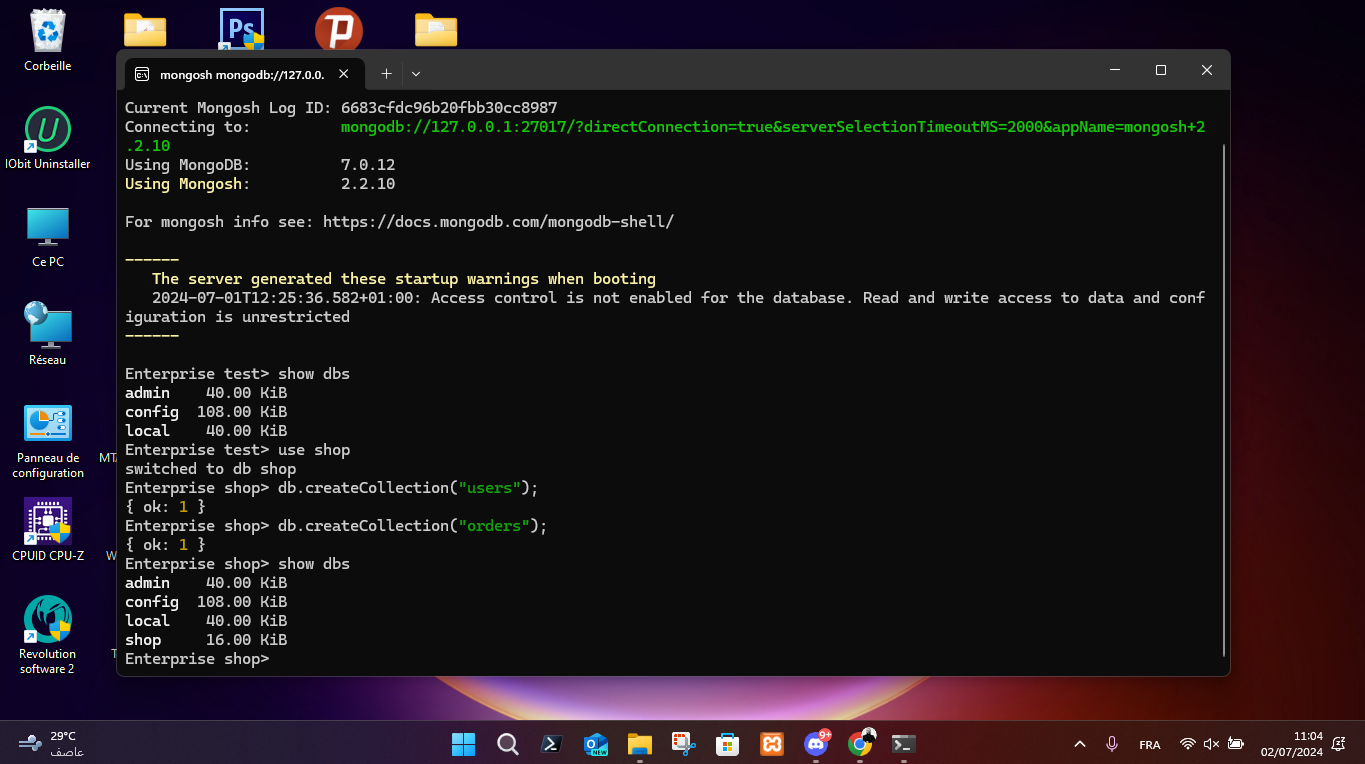 Corbeille
Ps
mongosh mongodb://127.0.0.
IObit Uninstaller
Ce PC
Réseau
Panneau de
configuration
CPUID CPU-Z
Revolution
software 2
MT
W
T
Current Mongosh Log ID: 6683cfdc96b20fbb30cc8987
Connecting to:          mongodb://127.0.0.1:27017/?directConnection=true&serverSelectionTimeoutMS=2000&appName=mongosh+2
.2.10
Using MongoDB:          7.0.12
Using Mongosh:          2.2.10
For mongosh info see: https://docs.mongodb.com/mongodb-shell/
------
   The server generated these startup warnings when booting
   2024-07-01T12:25:36.582+01:00: Access control is not enabled for the database. Read and write access to data and conf
iguration is unrestricted
------
Enterprise test> show dbs
admin    40.00 KiB
config  108.00 KiB
local    40.00 KiB
Enterprise test> use shop
switched to db shop
Enterprise shop> db.createCollection("users");
{ ok: 1 }
Enterprise shop> db.createCollection("orders");
{ ok: 1 }
Enterprise shop> show dbs
admin    40.00 KiB
config  108.00 KiB
local    40.00 KiB
shop     16.00 KiB
Enterprise shop>
29°C
عاصف
NEW
9+
FRA
11:04
02/07/2024